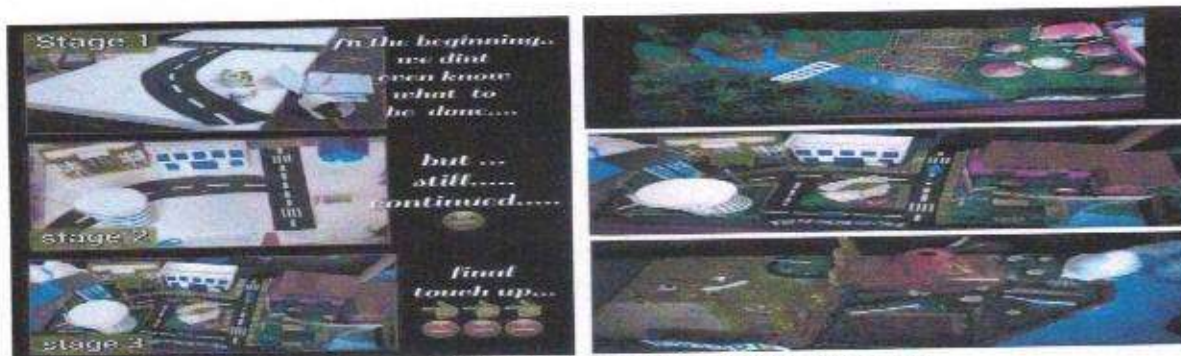 Stage 1
In the beginning..
we dint
even know
what to
be done....
but ...
still.....
continued.....
stage 2
final
touch up...
stage 3